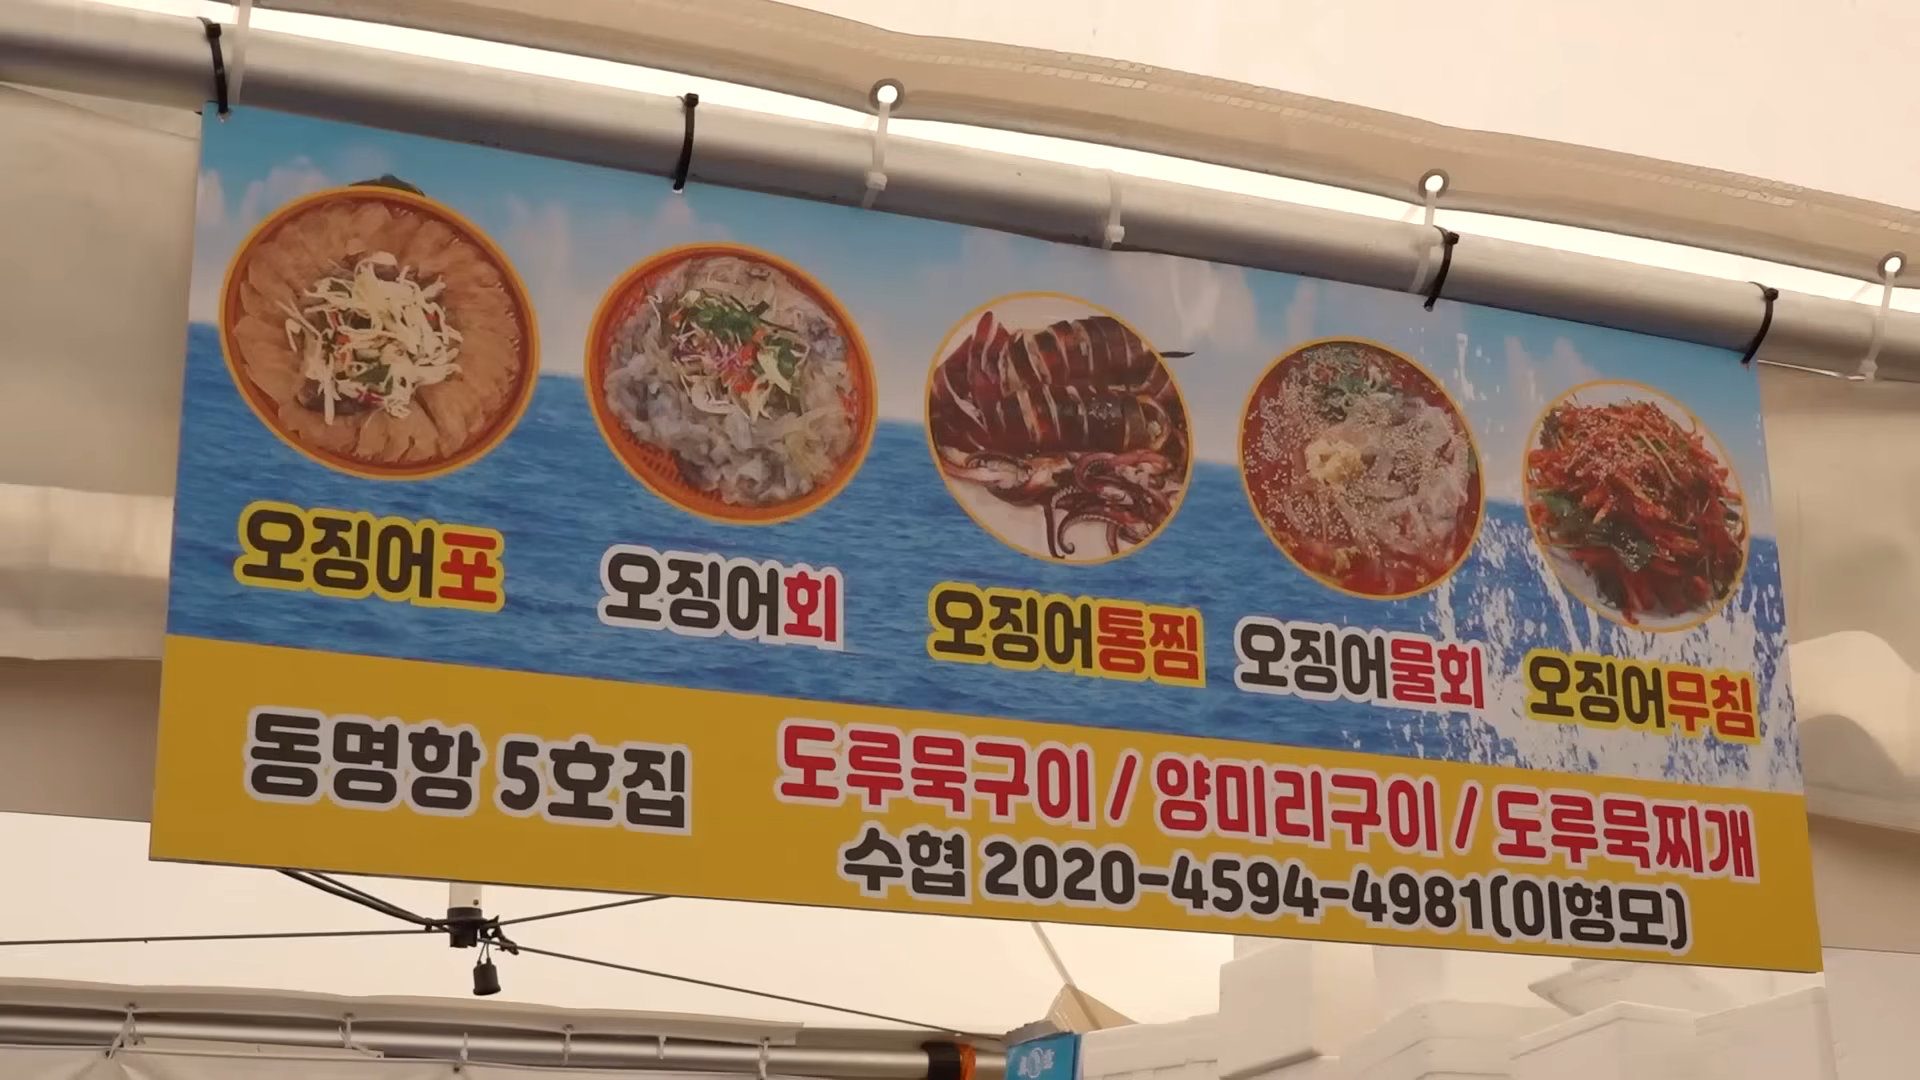 오징어포
오징어회
오징어통찜
오징어물회
오징어무침
동명항 5호집
도루묵구이 / 양미리구이 / 도루묵찌개
수협 2020-4594-4981(이형모)